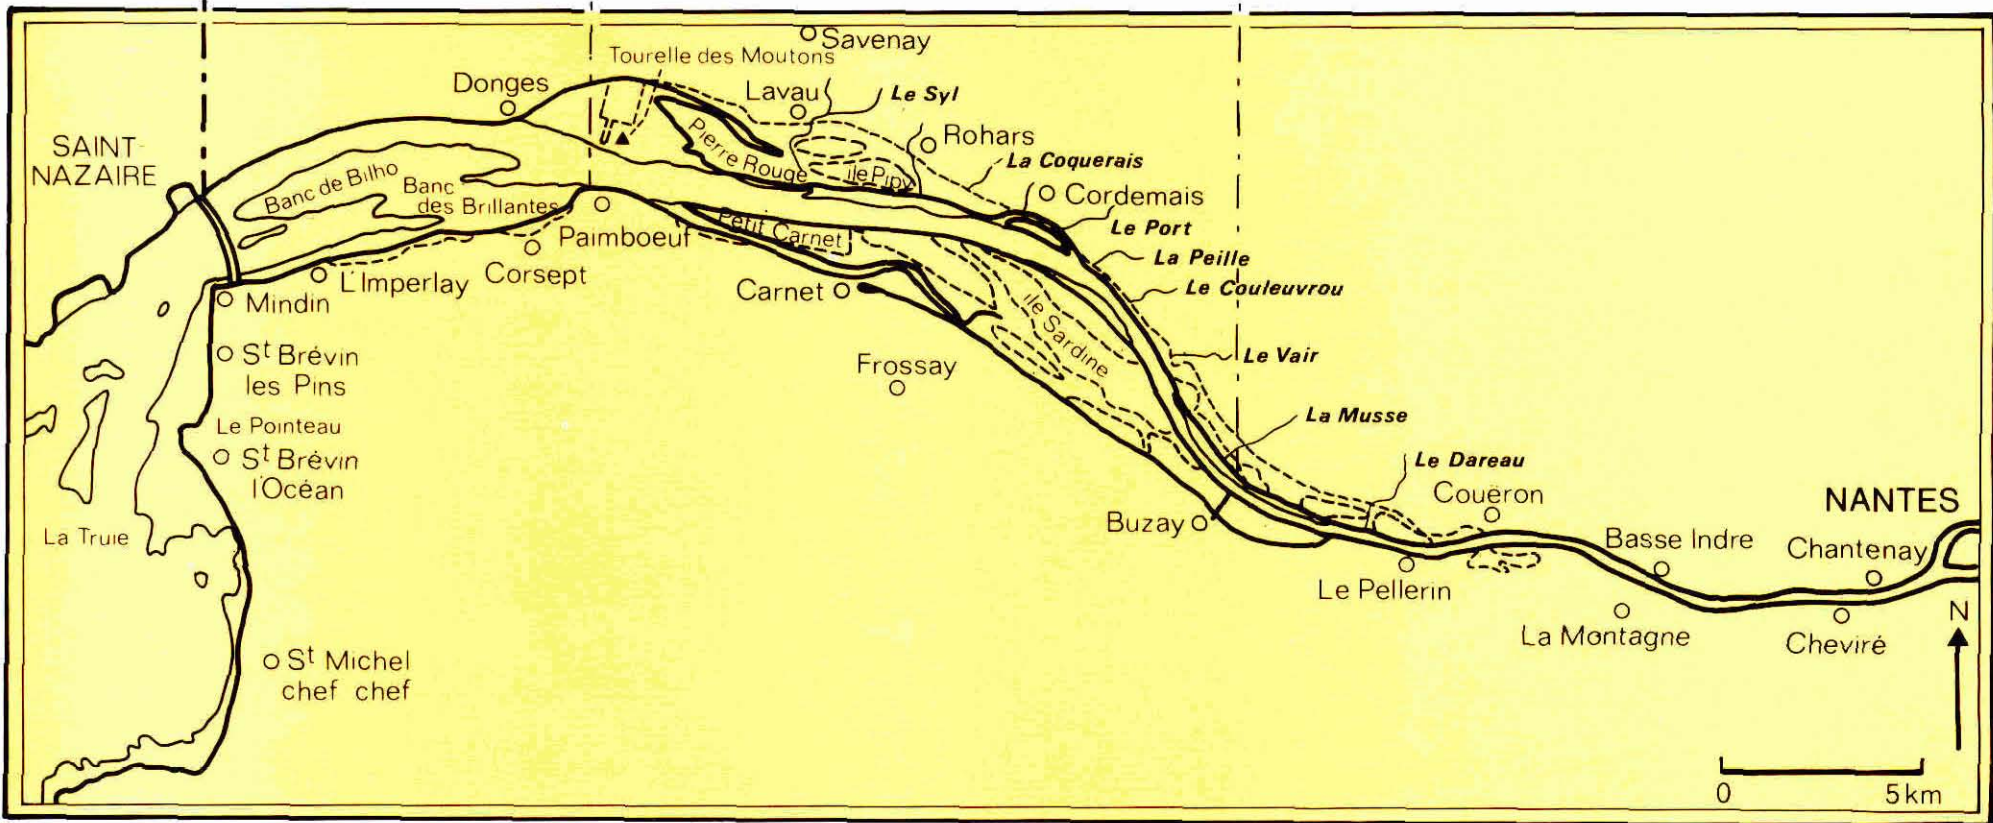 Savenay
Tourelle des Moutons
Donges
Lavau
Le Syl
Rohars
SAINT-
NAZAIRE
Pierre Rouge
île Pipy
La Coquerais
Cordemais
Banc de Bilho
Banc
des Brillantes
Le Port
Paimboeuf
Petit Carnet
La Peille
L'Imperlay
Corsept
Carnet
Le Couleuvrou
Mindin
île Sardine
St Brévin
les Pins
Frossay
Le Vair
Le Pointeau
La Musse
St Brévin
l'Océan
Le Dareau
Couëron
NANTES
La Truie
Buzay
Basse Indre
Chantenay
Le Pellerin
N
La Montagne
Cheviré
St Michel
chef chef
0 5 km